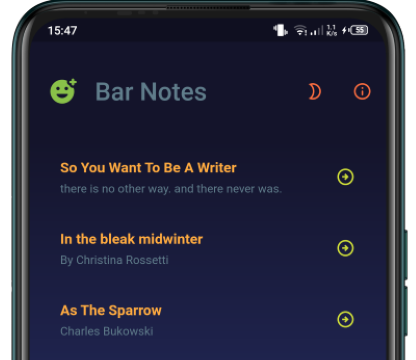 15:47
1.1 K/s
55
Bar Notes
So You Want To Be A Writer
there is no other way. and there never was.
In the bleak midwinter
By Christina Rossetti
As The Sparrow
Charles Bukowski